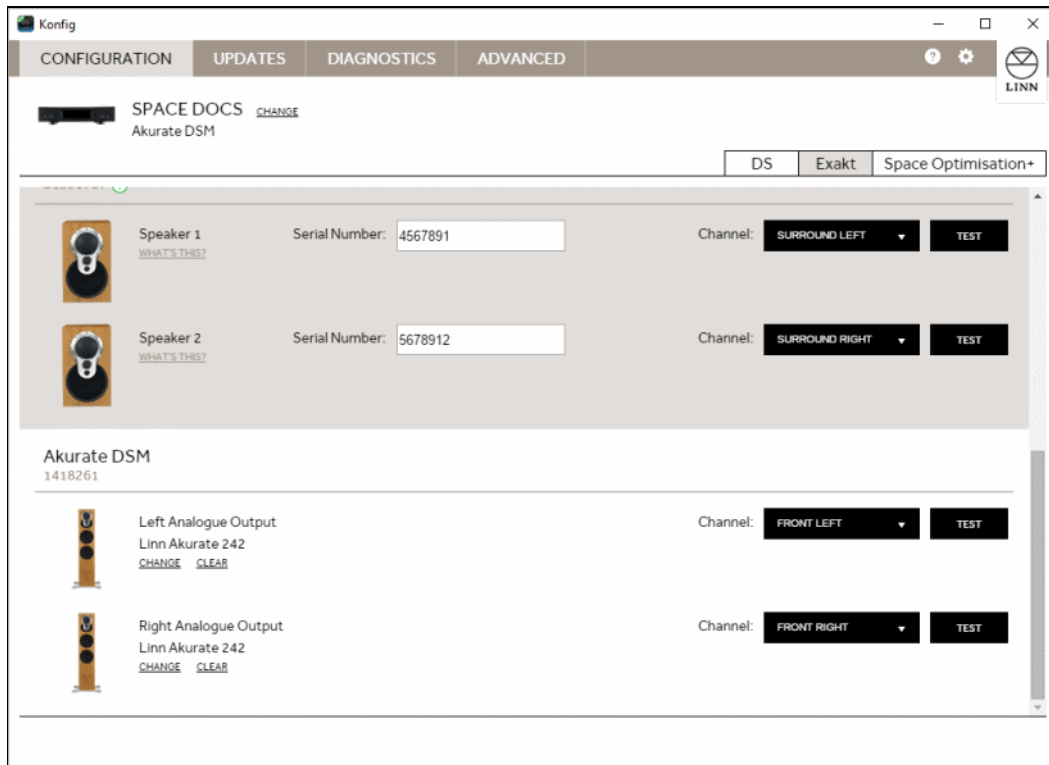 Konfig
CONFIGURATION UPDATES DIAGNOSTICS ADVANCED ?
LINN
SPACE DOCS CHANGE
Akurate DSM
DS Exakt Space Optimisation+
Speaker 1 Serial Number: 4567891 Channel: SURROUND LEFT TEST
WHAT'S THIS?
Speaker 2 Serial Number: 5678912 Channel: SURROUND RIGHT TEST
WHAT'S THIS?
Akurate DSM
1418261
Left Analogue Output Channel: FRONT LEFT TEST
Linn Akurate 242
CHANGE CLEAR
Right Analogue Output Channel: FRONT RIGHT TEST
Linn Akurate 242
CHANGE CLEAR